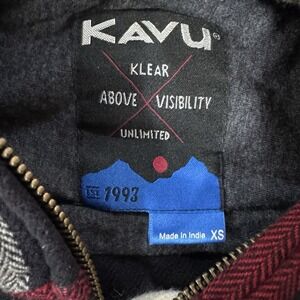 KAVU
KLEAR
ABOVE VISIBILITY
UNLIMITED
EST 1993
Made in India XS